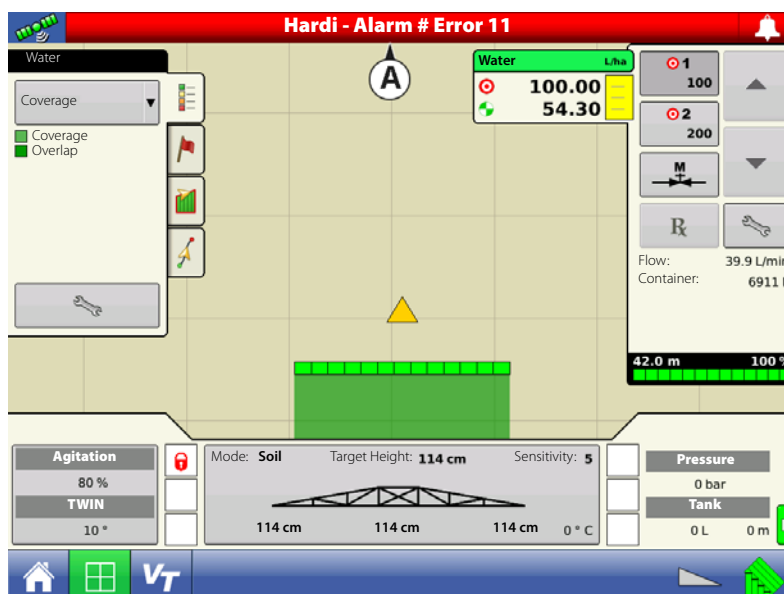 Hardi - Alarm # Error 11
Water
Coverage
Coverage
Overlap
A
Water L/ha
100.00
54.30
1
100
2
200
M
Rx
Flow: 39.9 L/min
Container: 6911
42.0 m 100 %
Agitation
80 %
TWIN
10 °
Mode: Soil Target Height: 114 cm Sensitivity: 5
114 cm 114 cm 114 cm 0 ° C
Pressure
0 bar
Tank
0 L 0 m
VT